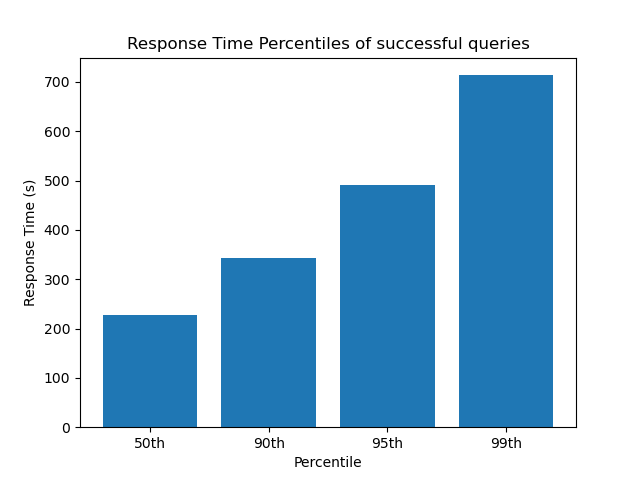 Response Time Percentiles of successful queries
Response Time (s)
700
600
500
400
300
200
100
0
50th 90th 95th 99th
Percentile